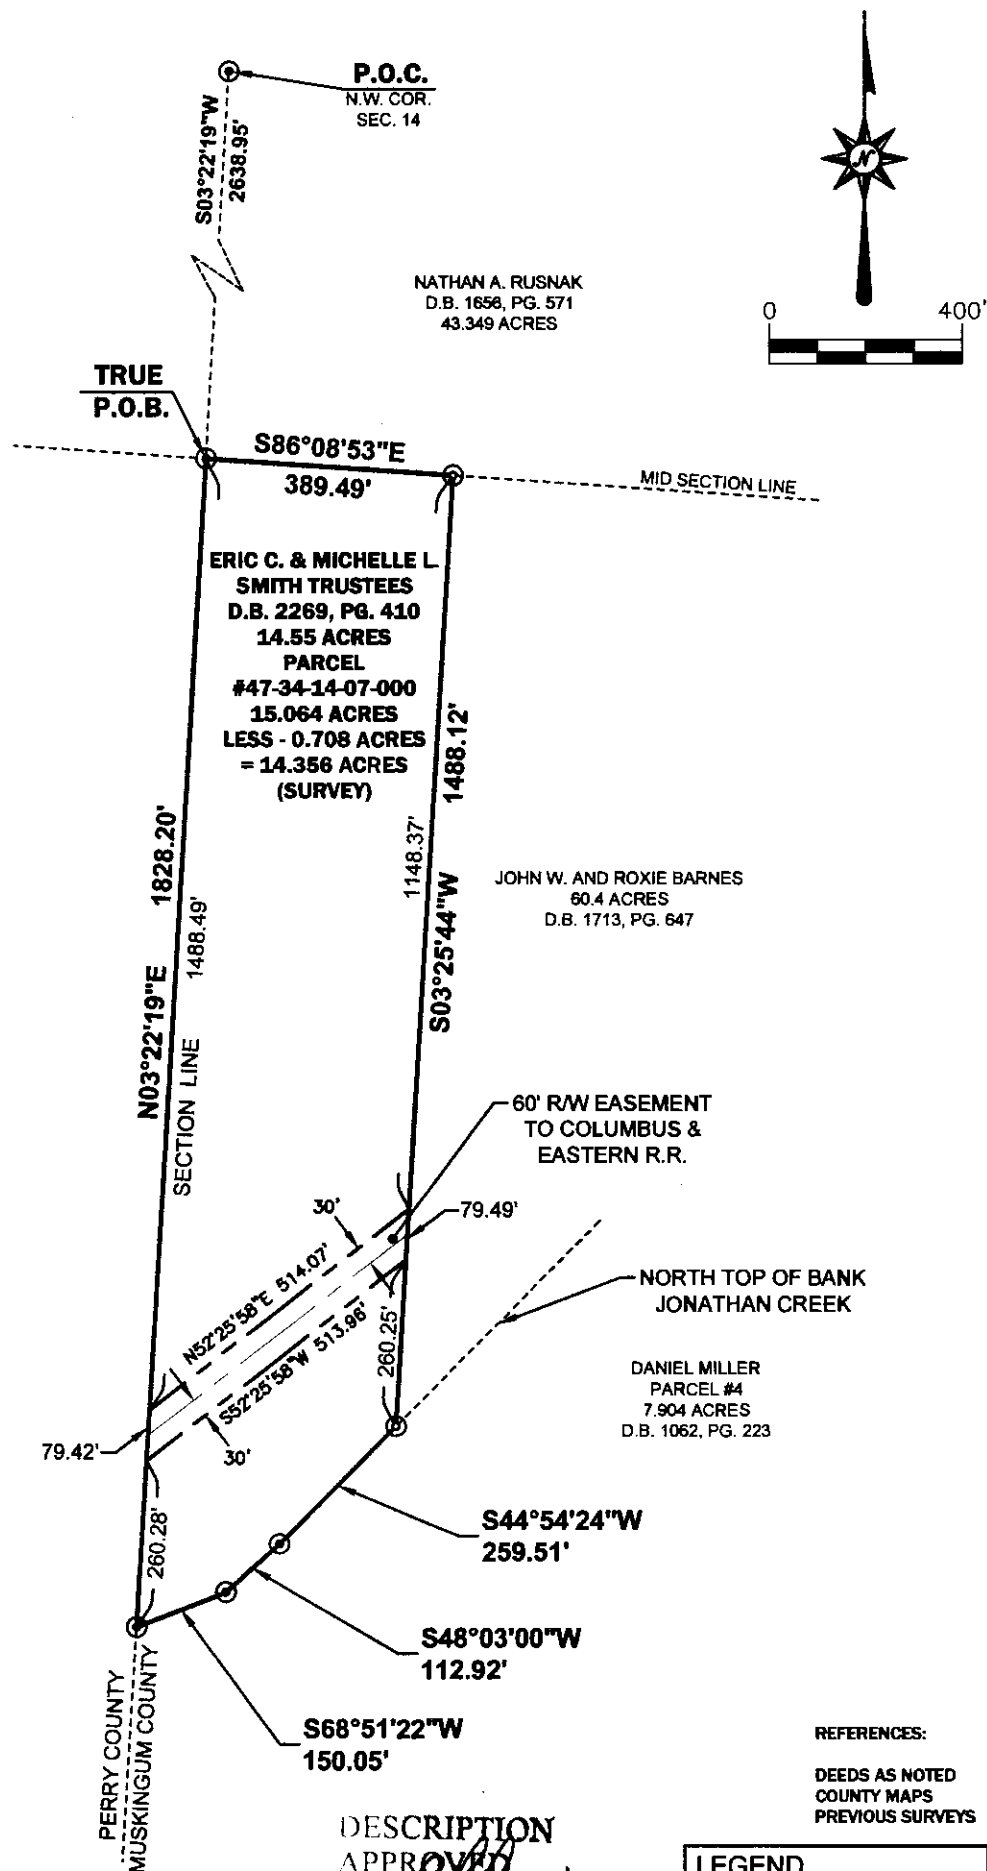 P.O.C.
N.W. COR.
SEC. 14
S03°22'19"W
2638.95'
N
0 400'
NATHAN A. RUSNAK
D.B. 1656, PG. 571
43.349 ACRES
TRUE
P.O.B.
S86°08'53"E
389.49'
MID SECTION LINE
ERIC C. & MICHELLE L
SMITH TRUSTEES
D.B. 2269, PG. 410
14.55 ACRES
PARCEL
#47-34-14-07-000
15.064 ACRES
LESS - 0.708 ACRES
= 14.356 ACRES
(SURVEY)
N03°22'19"E 1828.20'
SECTION LINE 1488.49'
1148.37'
S03°25'44"W 1488.12'
JOHN W. AND ROXIE BARNES
60.4 ACRES
D.B. 1713, PG. 647
60' R/W EASEMENT
TO COLUMBUS &
EASTERN R.R.
30'
79.49'
N52°25'58"E 514.07'
S52°25'58"W 513.96'
260.25'
NORTH TOP OF BANK
JONATHAN CREEK
DANIEL MILLER
PARCEL #4
7.904 ACRES
D.B. 1062, PG. 223
79.42'
30'
260.28'
S44°54'24"W
259.51'
S48°03'00"W
112.92'
S68°51'22"W
150.05'
PERRY COUNTY
MUSKINGUM COUNTY
REFERENCES:
DEEDS AS NOTED
COUNTY MAPS
PREVIOUS SURVEYS
DESCRIPTION
APPROVED
LEGEND